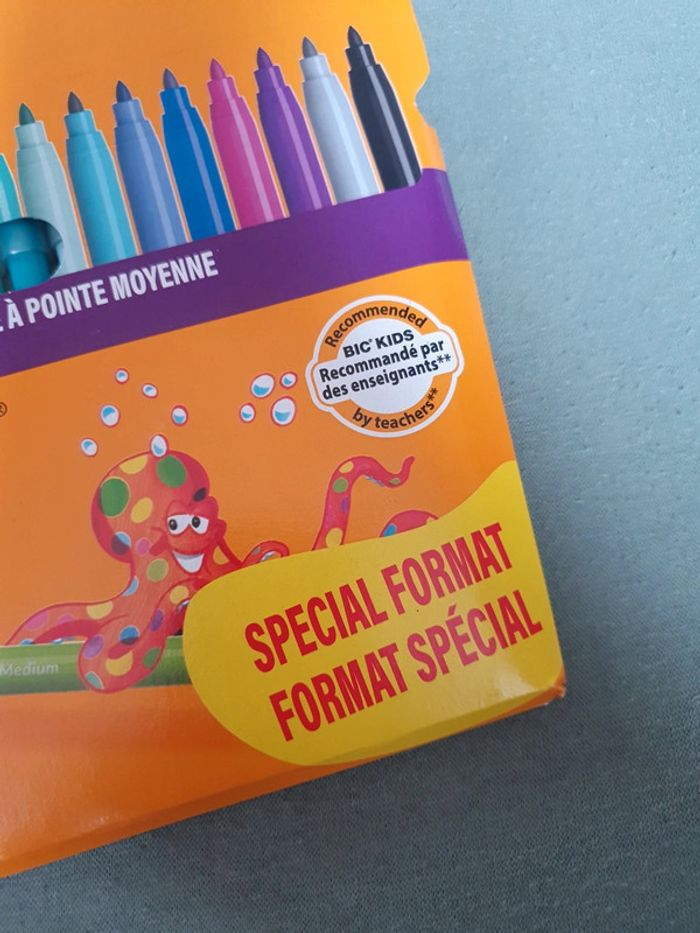 À POINTE MOYENNE
Recommended
BIC® KIDS
Recommandé par
des enseignants**
by teachers**
®
Medium
SPECIAL FORMAT
FORMAT SPÉCIAL